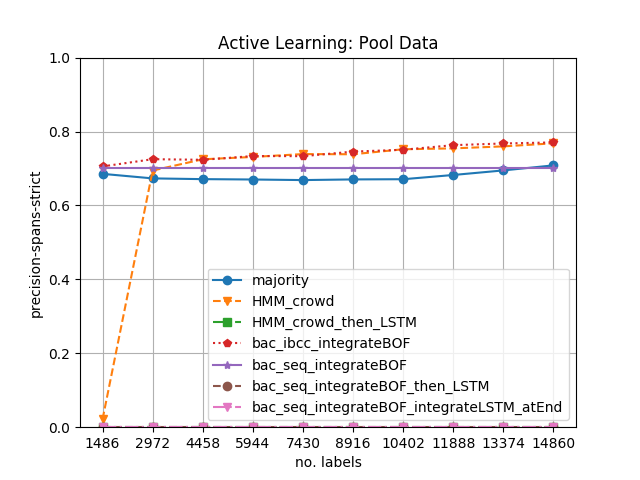 Active Learning: Pool Data
precision-spans-strict
1.0
0.8
0.6
0.4
0.2
0.0
majority
HMM_crowd
HMM_crowd_then_LSTM
bac_ibcc_integrateBOF
bac_seq_integrateBOF
bac_seq_integrateBOF_then_LSTM
bac_seq_integrateBOF_integrateLSTM_atEnd
1486 2972 4458 5944 7430 8916 10402 11888 13374 14860
no. labels